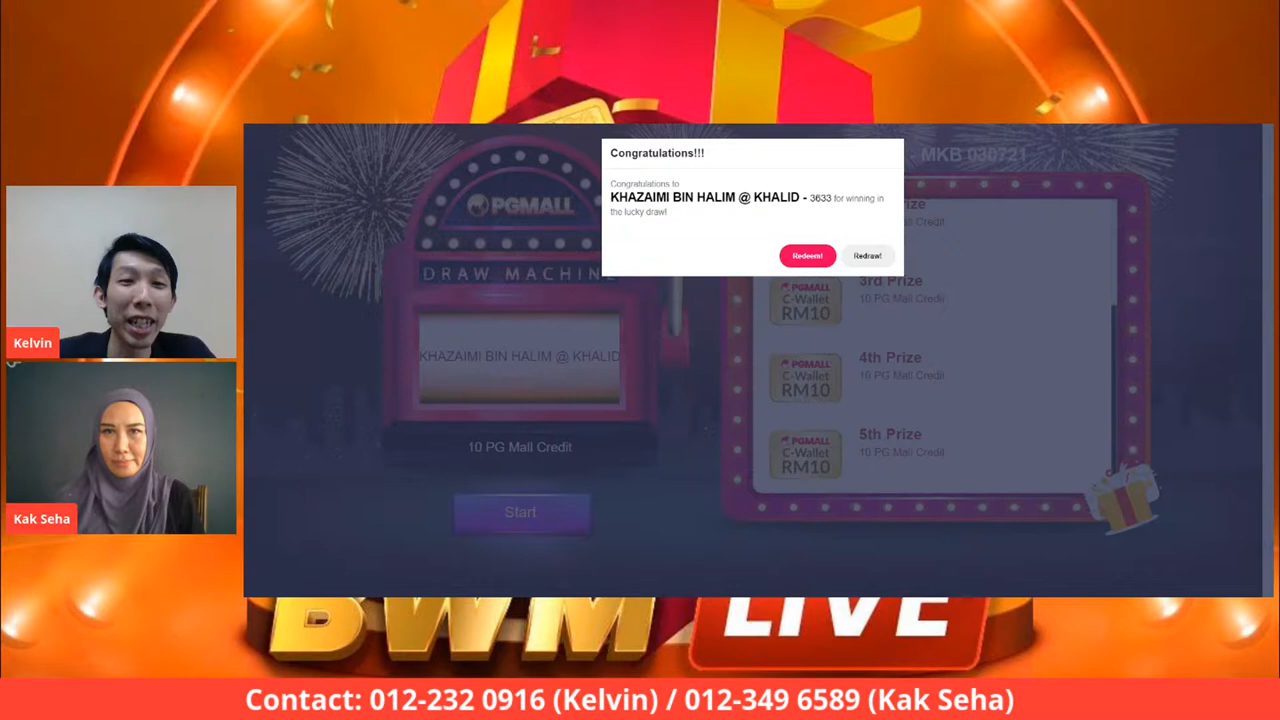 Congratulations!!!
Congratulations to
KHAZAIMI BIN HALIM @ KHALID - 3633 for winning in
the lucky draw!
Redeem!
Redraw!
- MKB 030721
PGMALL
DRAW MACHINE
KHAZAIMI BIN HALIM @ KHALID
10 PG Mall Credit
Start
3rd Prize
10 PG Mall Credit
PGMALL
C-Wallet
RM10
4th Prize
10 PG Mall Credit
PGMALL
C-Wallet
RM10
5th Prize
10 PG Mall Credit
PGMALL
C-Wallet
RM10
Kelvin
Kak Seha
BWM LIVE
Contact: 012-232 0916 (Kelvin) / 012-349 6589 (Kak Seha)